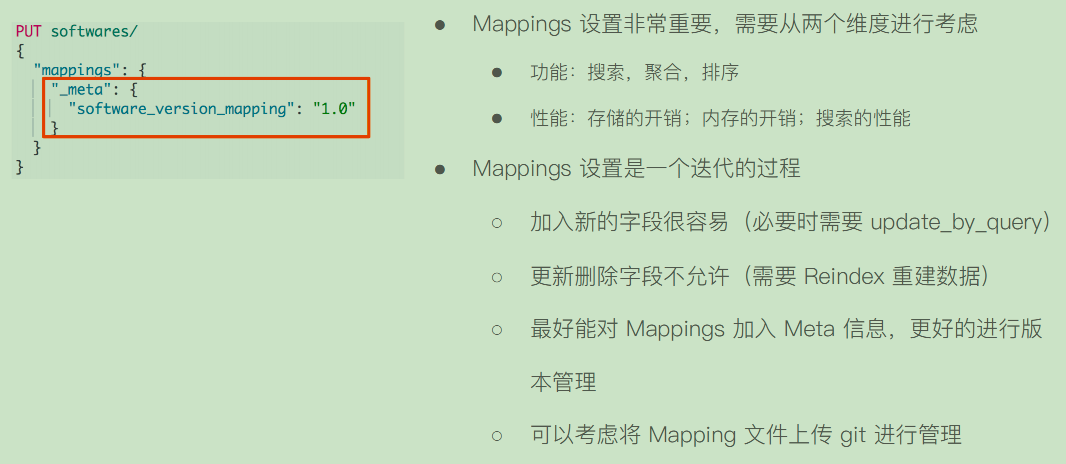 PUT softwares/
{
"mappings": {
"_meta": {
"software_version_mapping": "1.0"
}
}
}
● Mappings 设置非常重要，需要从两个维度进行考虑
● 功能：搜索，聚合，排序
● 性能：存储的开销；内存的开销；搜索的性能
● Mappings 设置是一个迭代的过程
○ 加入新的字段很容易（必要时需要 update_by_query）
○ 更新删除字段不允许（需要 Reindex 重建数据）
○ 最好能对 Mappings 加入 Meta 信息，更好的进行版
本管理
○ 可以考虑将 Mapping 文件上传 git 进行管理